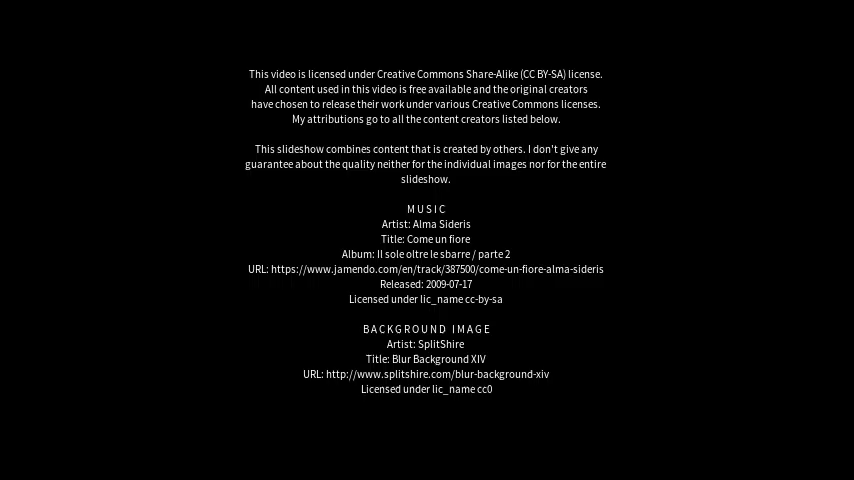 This video is licensed under Creative Commons Share-Alike (CC BY-SA) license.
All content used in this video is free available and the original creators
have chosen to release their work under various Creative Commons licenses.
My attributions go to all the content creators listed below.
This slideshow combines content that is created by others. I don't give any
guarantee about the quality neither for the individual images nor for the entire
slideshow.
MUSIC
Artist: Alma Sideris
Title: Come un fiore
Album: Il sole oltre le sbarre / parte 2
URL: https://www.jamendo.com/en/track/387500/come-un-fiore-alma-sideris
Released: 2009-07-17
Licensed under lic_name cc-by-sa
BACKGROUND IMAGE
Artist: SplitShire
Title: Blur Background XIV
URL: http://www.splitshire.com/blur-background-xiv
Licensed under lic_name cc0